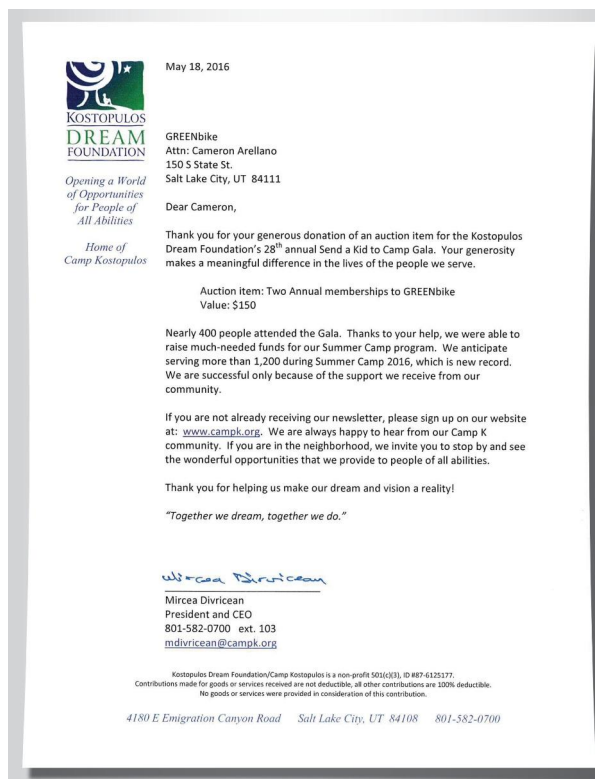 May 18, 2016
KOSTOPULOS
DREAM
FOUNDATION
Opening a World
of Opportunities
for People of
All Abilities
Home of
Camp Kostopulos
GREENbike
Attn: Cameron Arellano
150 S State St.
Salt Lake City, UT 84111
Dear Cameron,
Thank you for your generous donation of an auction item for the Kostopulos
Dream Foundation's 28th annual Send a Kid to Camp Gala. Your generosity
makes a meaningful difference in the lives of the people we serve.
Auction item: Two Annual memberships to GREENbike
Value: $150
Nearly 400 people attended the Gala. Thanks to your help, we were able to
raise much-needed funds for our Summer Camp program. We anticipate
serving more than 1,200 during Summer Camp 2016, which is new record.
We are successful only because of the support we receive from our
community.
If you are not already receiving our newsletter, please sign up on our website
at: www.campk.org. We are always happy to hear from our Camp K
community. If you are in the neighborhood, we invite you to stop by and see
the wonderful opportunities that we provide to people of all abilities.
Thank you for helping us make our dream and vision a reality!
"Together we dream, together we do."
Mircea Divricean
Mircea Divricean
President and CEO
801-582-0700 ext. 103
mdivricean@campk.org
Kostopulos Dream Foundation/Camp Kostopulos is a non-profit 501(c)(3), ID #87-6125177.
Contributions made for goods or services received are not deductible, all other contributions are 100% deductible.
No goods or services were provided in consideration of this contribution.
4180 E Emigration Canyon Road Salt Lake City, UT 84108 801-582-0700